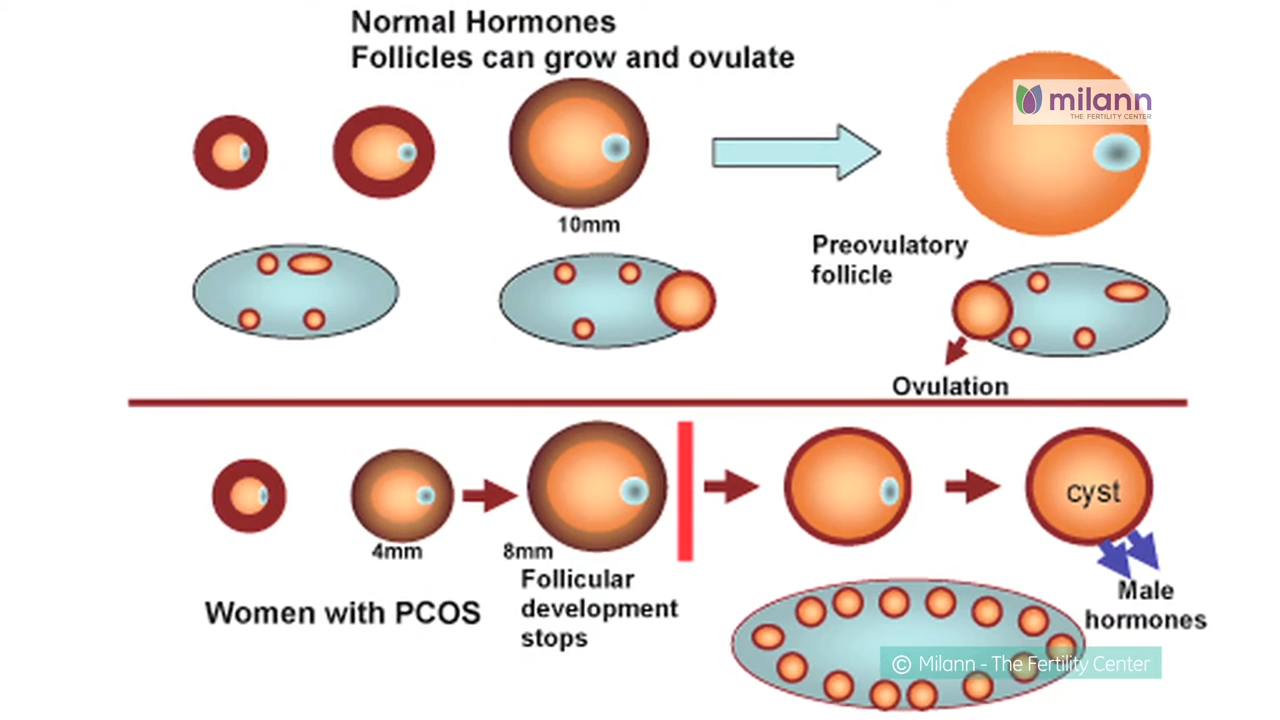 Normal Hormones
Follicles can grow and ovulate
milann
THE FERTILITY CENTER
10mm
Preovulatory
follicle
Ovulation
cyst
4mm
8mm
Follicular
development
stops
Women with PCOS
Male
hormones
© Milann - The Fertility Center